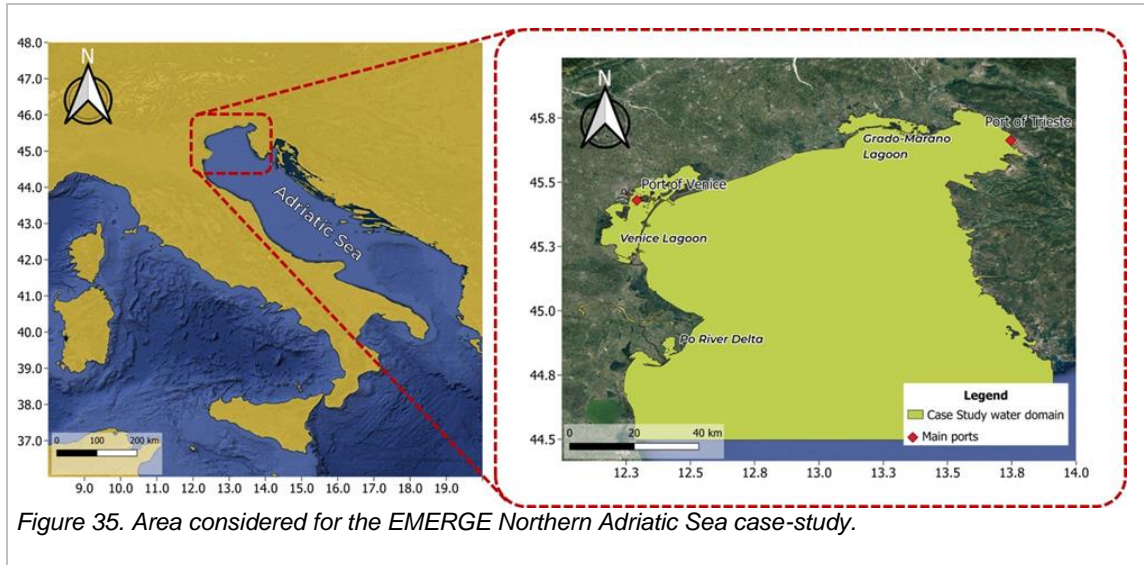 48.0
47.0
46.0
45.0
44.0
43.0
42.0
41.0
40.0
39.0
38.0
37.0
N
Adriatic Sea
0 100 200 km
9.0 10.0 11.0 12.0 13.0 14.0 15.0 16.0 17.0 18.0 19.0
N
45.8
45.5
45.3
45.0
44.8
44.5
Port of Trieste
Grado-Marano
Lagoon
Port of Venice
Venice Lagoon
Po River Delta
Legend
Case Study water domain
Main ports
0 20 40 km
12.3 12.5 12.8 13.0 13.3 13.5 13.8 14.0
Figure 35. Area considered for the EMERGE Northern Adriatic Sea case-study.